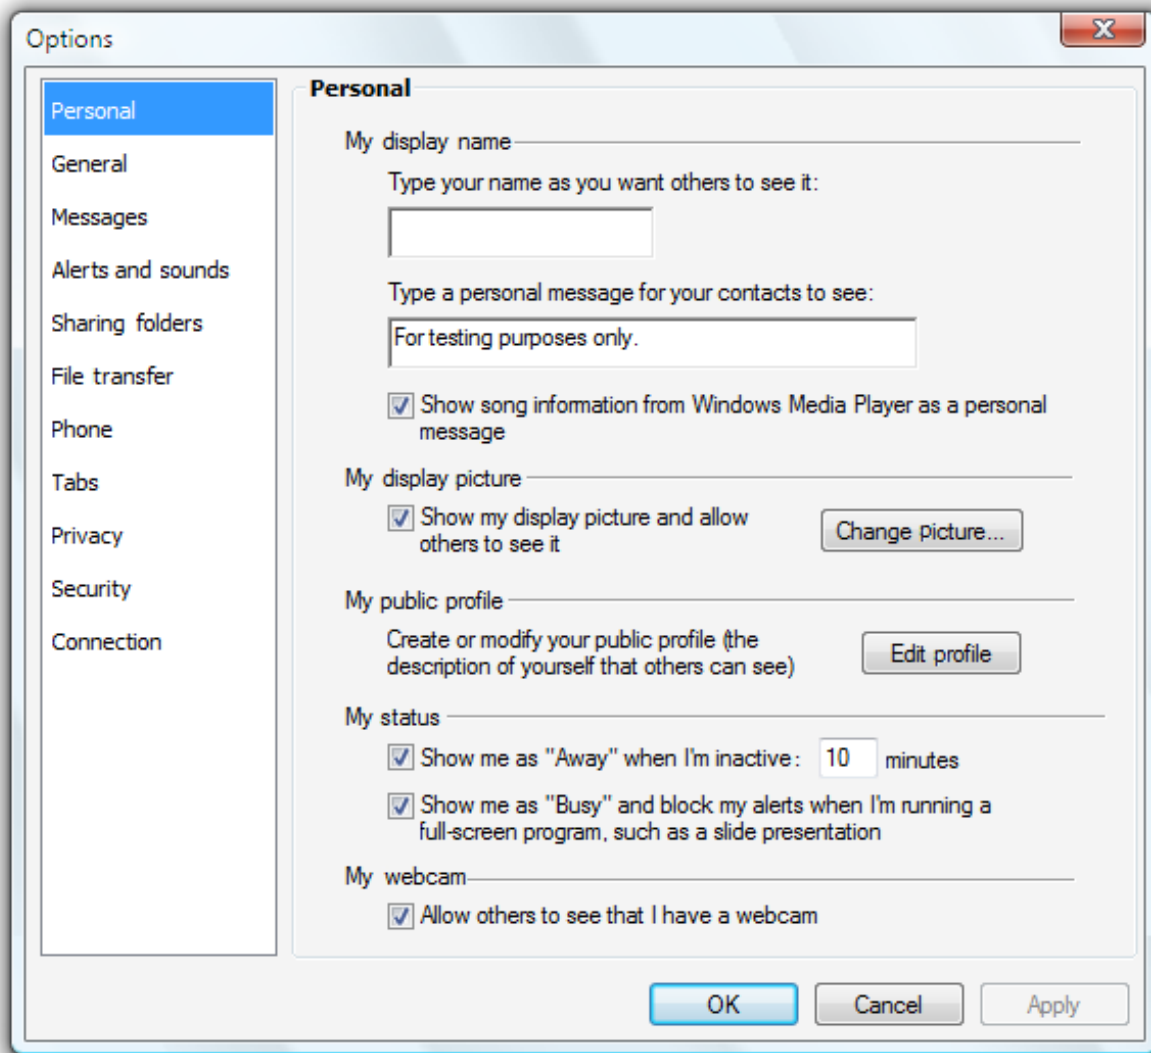 Options
Personal
General
Messages
Alerts and sounds
Sharing folders
File transfer
Phone
Tabs
Privacy
Security
Connection
Personal
My display name
Type your name as you want others to see it:
Type a personal message for your contacts to see:
For testing purposes only.
Show song information from Windows Media Player as a personal
message
My display picture
Show my display picture and allow
others to see it
Change picture...
My public profile
Create or modify your public profile (the
description of yourself that others can see)
Edit profile
My status
Show me as "Away" when I'm inactive: 10 minutes
Show me as "Busy" and block my alerts when I'm running a
full-screen program, such as a slide presentation
My webcam
Allow others to see that I have a webcam
OK Cancel Apply